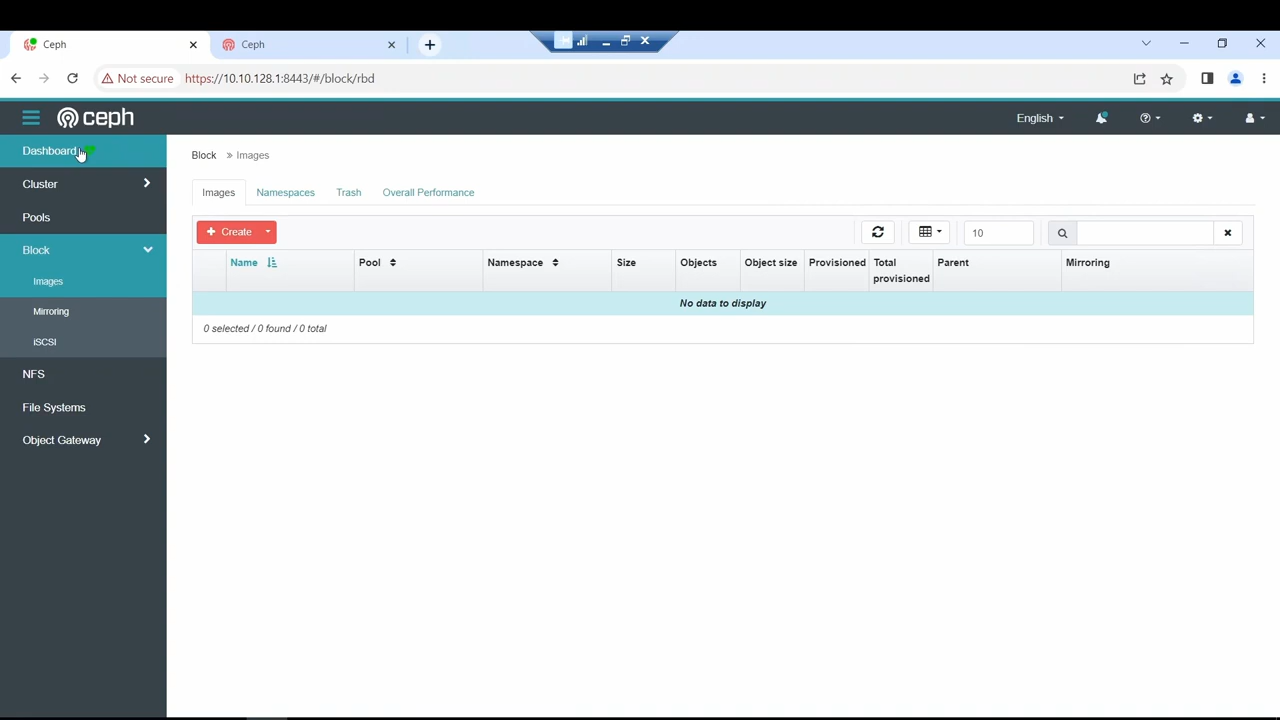 Ceph
Ceph
Not secure
https://10.10.128.1:8443/#/block/rbd
ceph
English
Dashboard
Cluster
Pools
Block
Images
Mirroring
iSCSI
NFS
File Systems
Object Gateway
Block » Images
Images Namespaces Trash Overall Performance
+ Create
10
Name Pool Namespace Size Objects Object size Provisioned Total provisioned Parent Mirroring
No data to display
0 selected / 0 found / 0 total